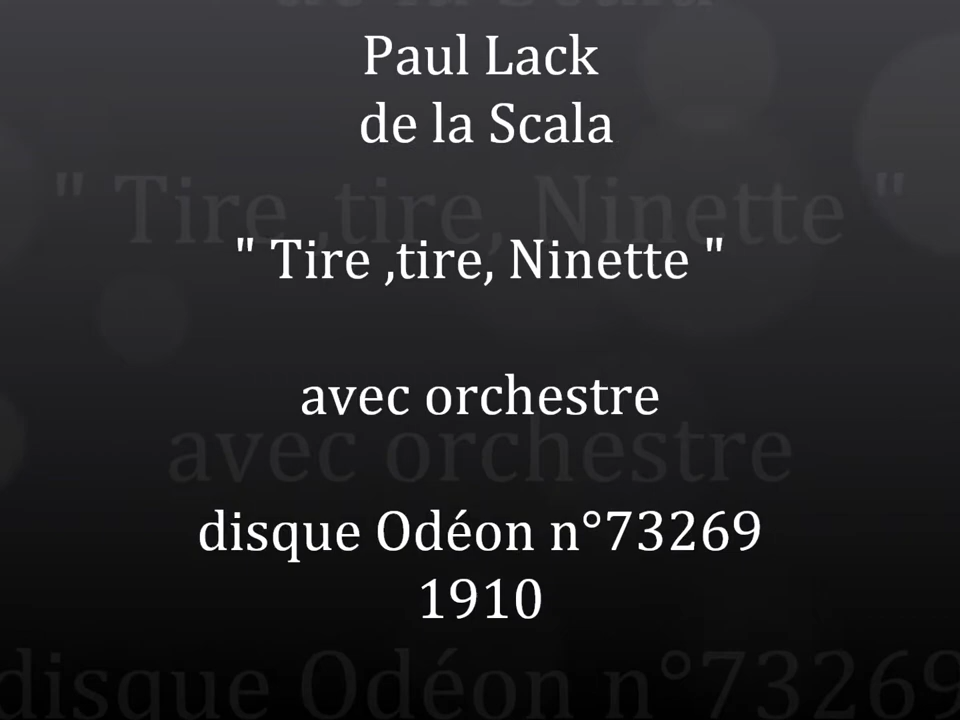 Paul Lack
de la Scala
" Tire ,tire, Ninette "
avec orchestre
disque Odéon n°73269
1910